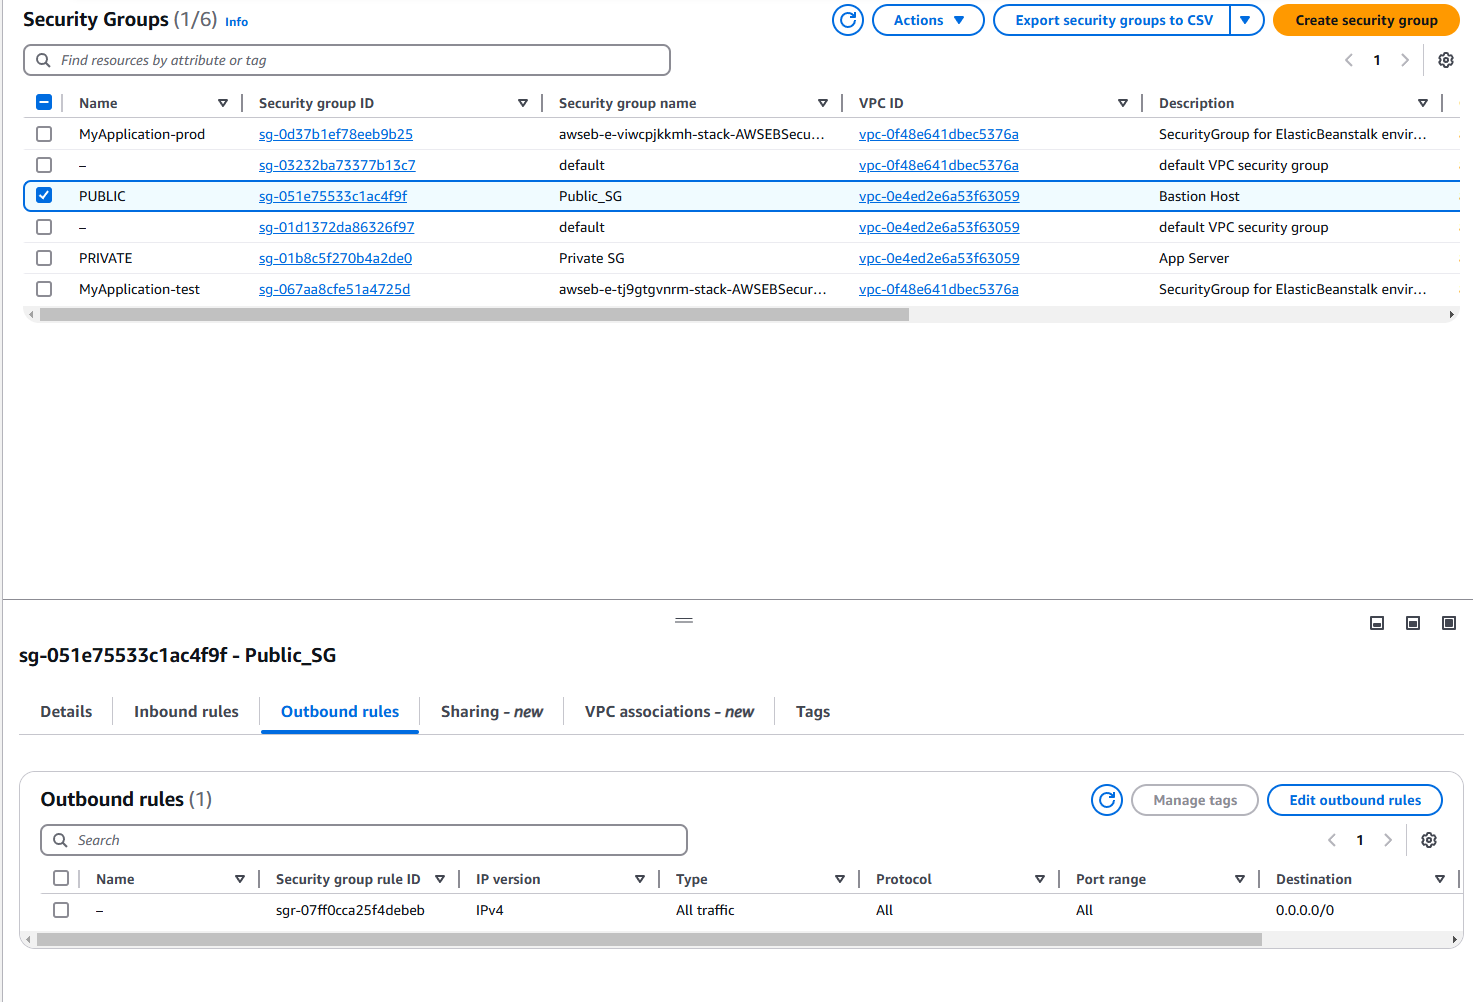 Security Groups (1/6) Info
Actions
Export security groups to CSV
Create security group
Find resources by attribute or tag
1
Name Security group ID Security group name VPC ID Description
MyApplication-prod sg-0d37b1ef78eeb9b25 awseb-e-viwcpjkkmh-stack-AWSEBSecu... vpc-0f48e641dbec5376a SecurityGroup for ElasticBeanstalk envir...
– sg-03232ba73377b13c7 default vpc-0f48e641dbec5376a default VPC security group
PUBLIC sg-051e75533c1ac4f9f Public_SG vpc-0e4ed2e6a53f63059 Bastion Host
– sg-01d1372da86326f97 default vpc-0e4ed2e6a53f63059 default VPC security group
PRIVATE sg-01b8c5f270b4a2de0 Private SG vpc-0e4ed2e6a53f63059 App Server
MyApplication-test sg-067aa8cfe51a4725d awseb-e-tj9gtgvnrm-stack-AWSEBSecur... vpc-0f48e641dbec5376a SecurityGroup for ElasticBeanstalk envir...
sg-051e75533c1ac4f9f - Public_SG
Details Inbound rules Outbound rules Sharing - new VPC associations - new Tags
Outbound rules (1)
Manage tags
Edit outbound rules
Search
1
Name Security group rule ID IP version Type Protocol Port range Destination
– sgr-07ff0cca25f4debeb IPv4 All traffic All All 0.0.0.0/0